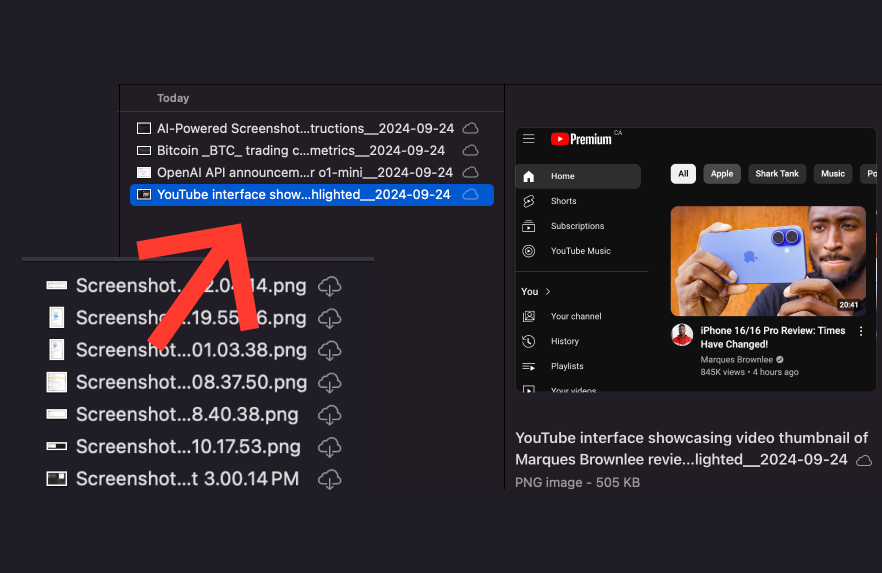 Today
AI-Powered Screenshot...tructions__2024-09-24
Bitcoin _BTC_ trading c...metrics__2024-09-24
OpenAI API announcem...r o1-mini__2024-09-24
YouTube interface show...hlighted__2024-09-24
Screenshot...2.04.14.png
Screenshot...19.55. 6.png
Screenshot...01.03.38.png
Screenshot...08.37.50.png
Screenshot...8.40.38.png
Screenshot...10.17.53.png
Screenshot...t 3.00.14 PM
Premium CA
Home
Shorts
Subscriptions
YouTube Music
You
Your channel
History
Playlists
Your videos
All
Apple
Shark Tank
Music
Po
20:41
iPhone 16/16 Pro Review: Times
Have Changed!
Marques Brownlee
845K views • 4 hours ago
YouTube interface showcasing video thumbnail of
Marques Brownlee revie...lighted__2024-09-24
PNG image - 505 KB